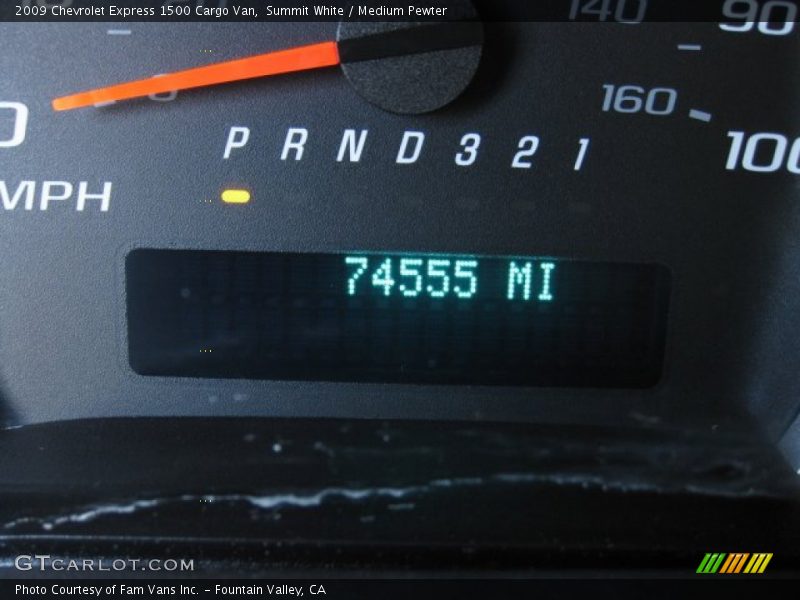 2009 Chevrolet Express 1500 Cargo Van,  Summit White / Medium Pewter
140 90
160
100
0
P R N D 3 2 1
MPH
74555 MI
GTCARLOT.COM
Photo Courtesy of Fam Vans Inc. – Fountain Valley, CA